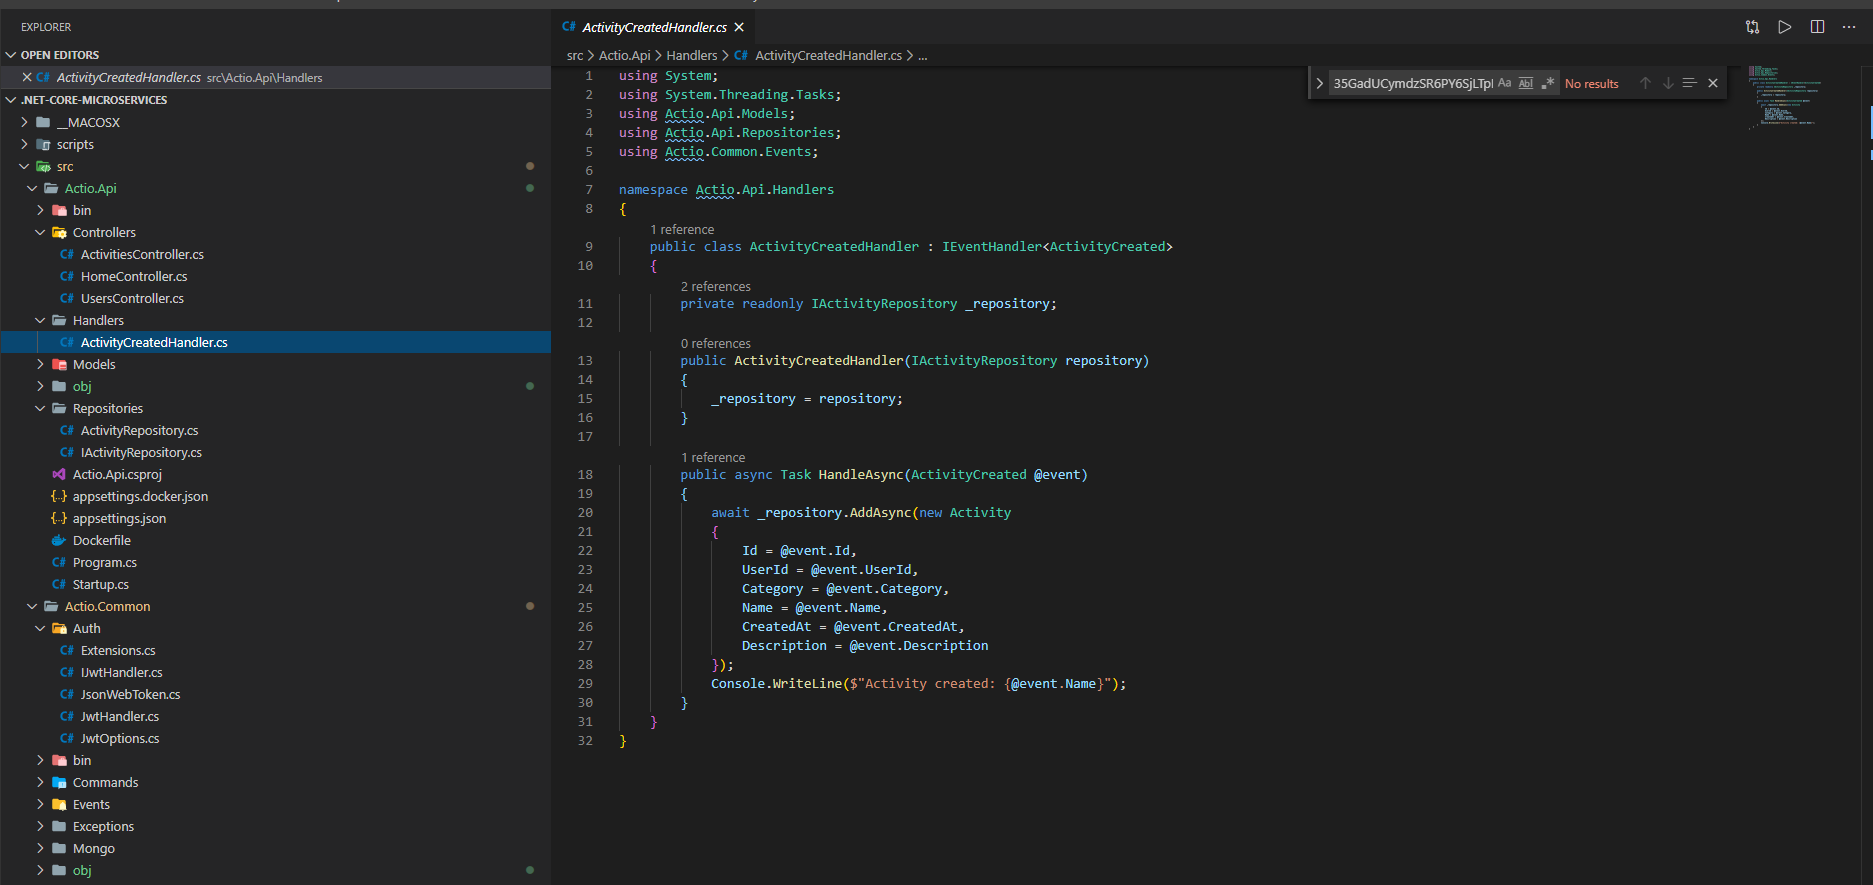 EXPLORER
OPEN EDITORS
ActivityCreatedHandler.cs src\Actio.Api\Handlers
.NET-CORE-MICROSERVICES
__MACOSX
scripts
src
Actio.Api
bin
Controllers
C# ActivitiesController.cs
C# HomeController.cs
C# UsersController.cs
Handlers
C# ActivityCreatedHandler.cs
Models
obj
Repositories
C# ActivityRepository.cs
C# IActivityRepository.cs
Actio.Api.csproj
{..} appsettings.docker.json
{..} appsettings.json
Dockerfile
C# Program.cs
C# Startup.cs
Actio.Common
Auth
C# Extensions.cs
C# IJwtHandler.cs
C# JsonWebToken.cs
C# JwtHandler.cs
C# JwtOptions.cs
bin
Commands
Events
Exceptions
Mongo
obj
C# ActivityCreatedHandler.cs
src > Actio.Api > Handlers > C# ActivityCreatedHandler.cs > ...
35GadUCymdzSR6PY6SjLTpl Aa Abl .* No results
1 using System;
2 using System.Threading.Tasks;
3 using Actio.Api.Models;
4 using Actio.Api.Repositories;
5 using Actio.Common.Events;
6
7 namespace Actio.Api.Handlers
8 {
1 reference
9 public class ActivityCreatedHandler : IEventHandler<ActivityCreated>
10 {
2 references
11 private readonly IActivityRepository _repository;
12
0 references
13 public ActivityCreatedHandler(IActivityRepository repository)
14 {
15 _repository = repository;
16 }
17
1 reference
18 public async Task HandleAsync(ActivityCreated @event)
19 {
20 await _repository.AddAsync(new Activity
21 {
22 Id = @event.Id,
23 UserId = @event.UserId,
24 Category = @event.Category,
25 Name = @event.Name,
26 CreatedAt = @event.CreatedAt,
27 Description = @event.Description
28 });
29 Console.WriteLine($"Activity created: {@event.Name}");
30 }
31 }
32 }